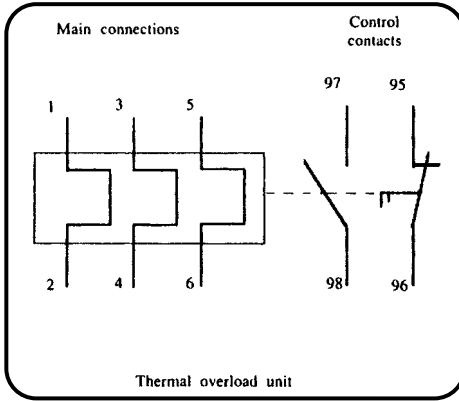 Main connections
Control
contacts
97 95
1 3 5
2 4 6
98 96
Thermal overload unit